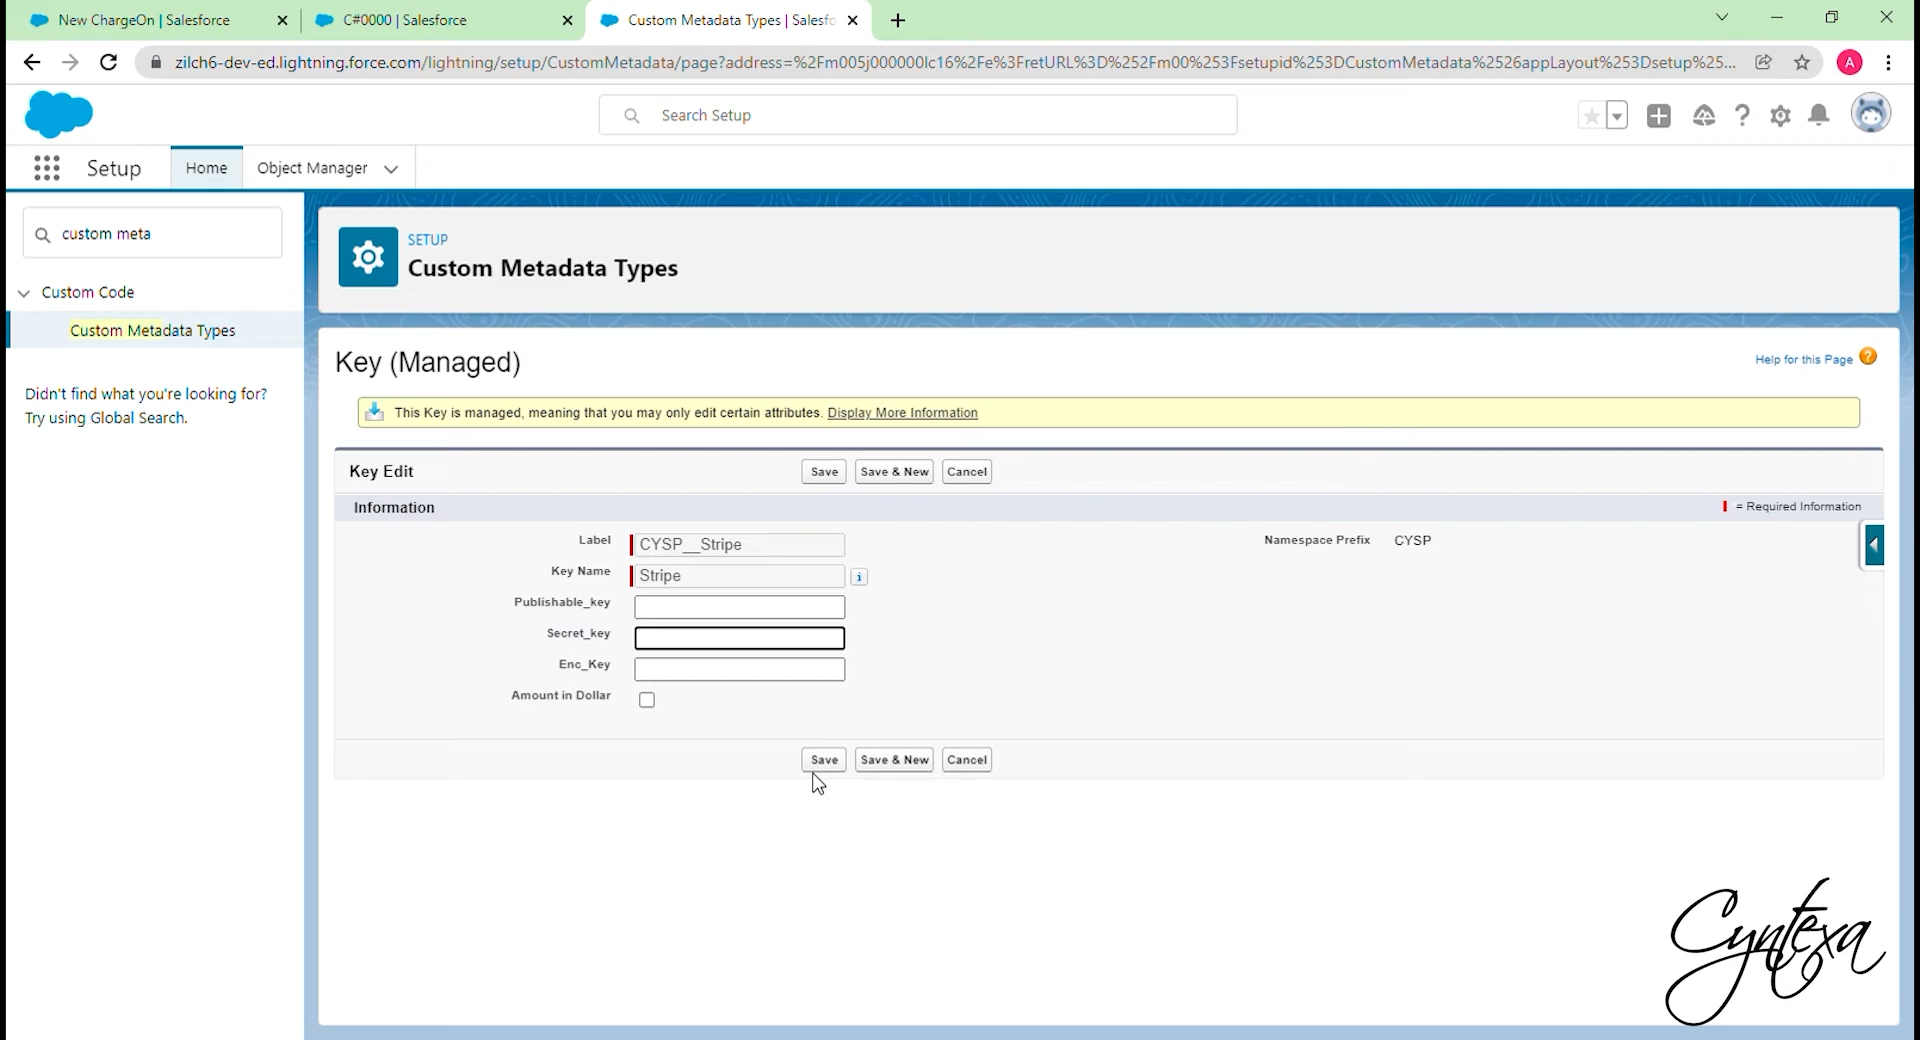 New ChargeOn | Salesforce
C#0000 | Salesforce
Custom Metadata Types | Salesfo
zilch6-dev-ed.lightning.force.com/lightning/setup/CustomMetadata/page?address=%2Fm005j000000Ic16%2Fe%3FretURL%3D%252Fm00%253Fsetupid%253DCustomMetadata%2526appLayout%253Dsetup%25...
A
Search Setup
Setup
Home
Object Manager
custom meta
Custom Code
Custom Metadata Types
Didn't find what you're looking for?
Try using Global Search.
SETUP
Custom Metadata Types
Key (Managed)
Help for this Page ?
This Key is managed, meaning that you may only edit certain attributes. Display More Information
Key Edit
Save
Save & New
Cancel
Information
= Required Information
Label
CYSP__Stripe
Namespace Prefix
CYSP
Key Name
Stripe
i
Publishable_key
Secret_key
Enc_Key
Amount in Dollar
Save
Save & New
Cancel
Cyntexa